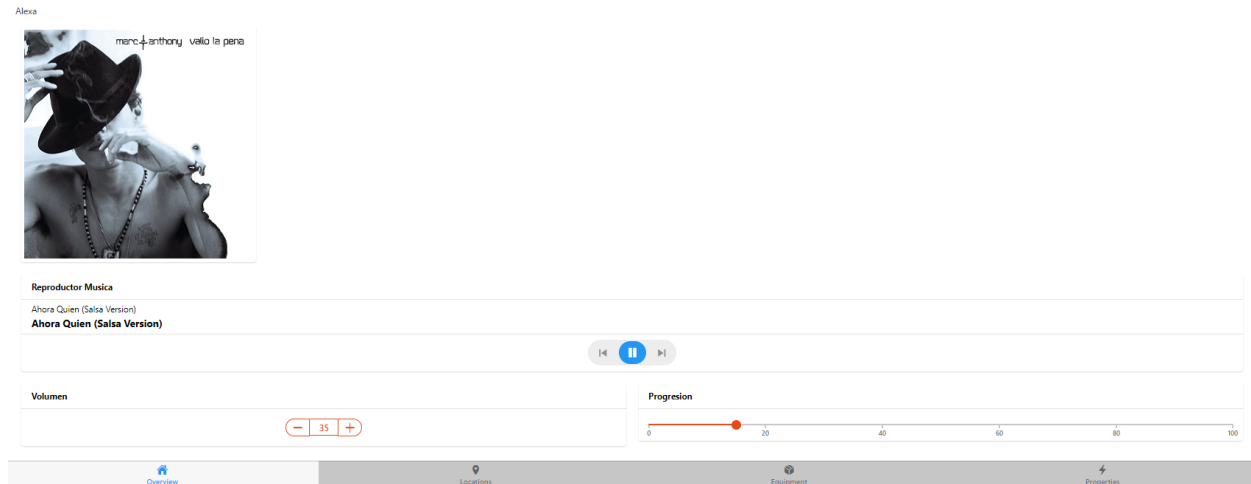 Alexa
marc anthony valio la pena
Reproductor Musica
Ahora Quien (Salsa Version)
Ahora Quien (Salsa Version)
Volumen
35
Progresion
0 20 40 60 80 100
Overview Locations Equipment Properties